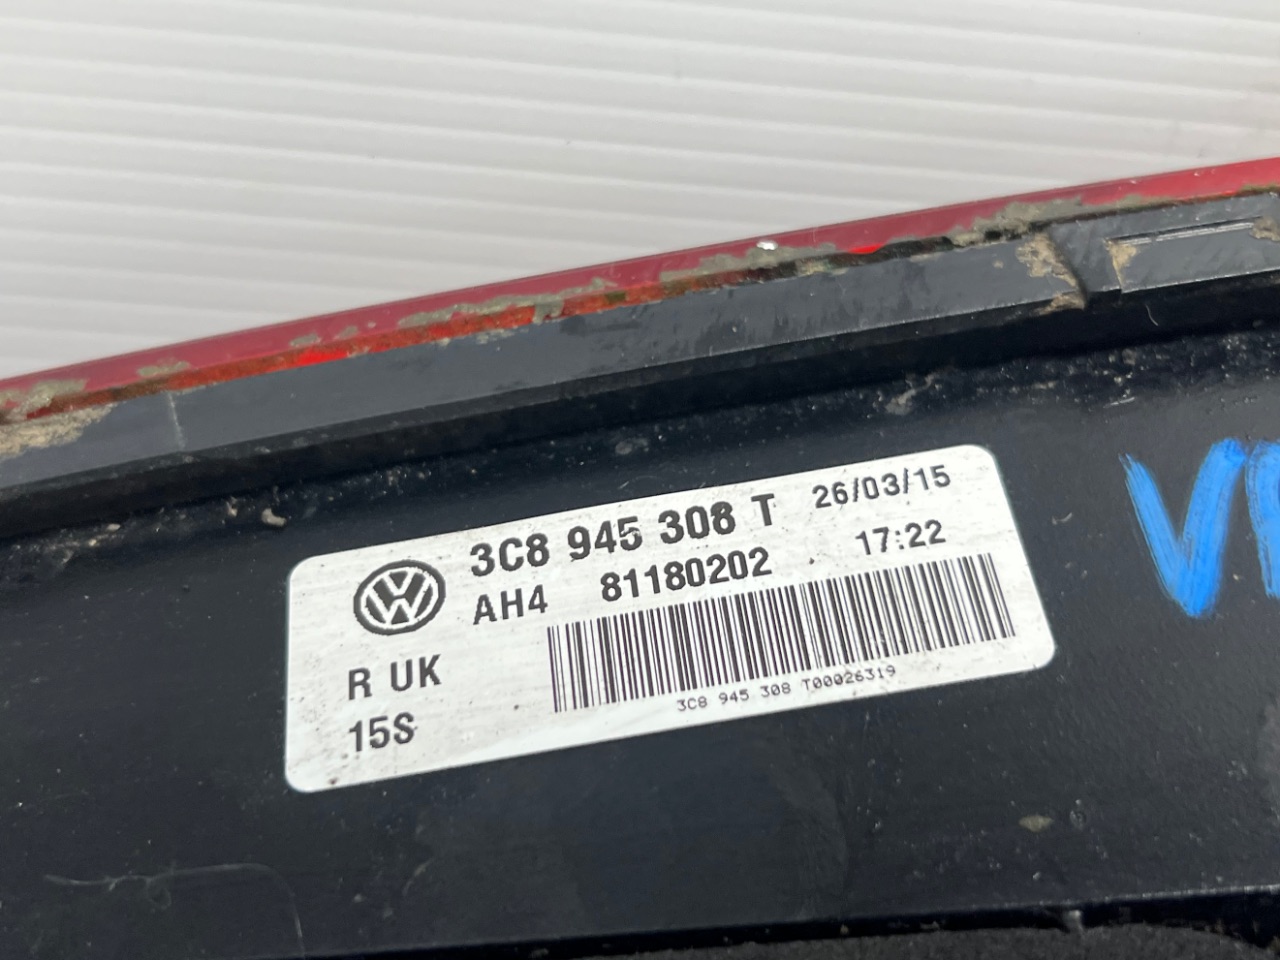 3C8 945 308 T 26/03/15
AH4 81180202 17:22
R UK
15S
3C8 945 308 T00026319